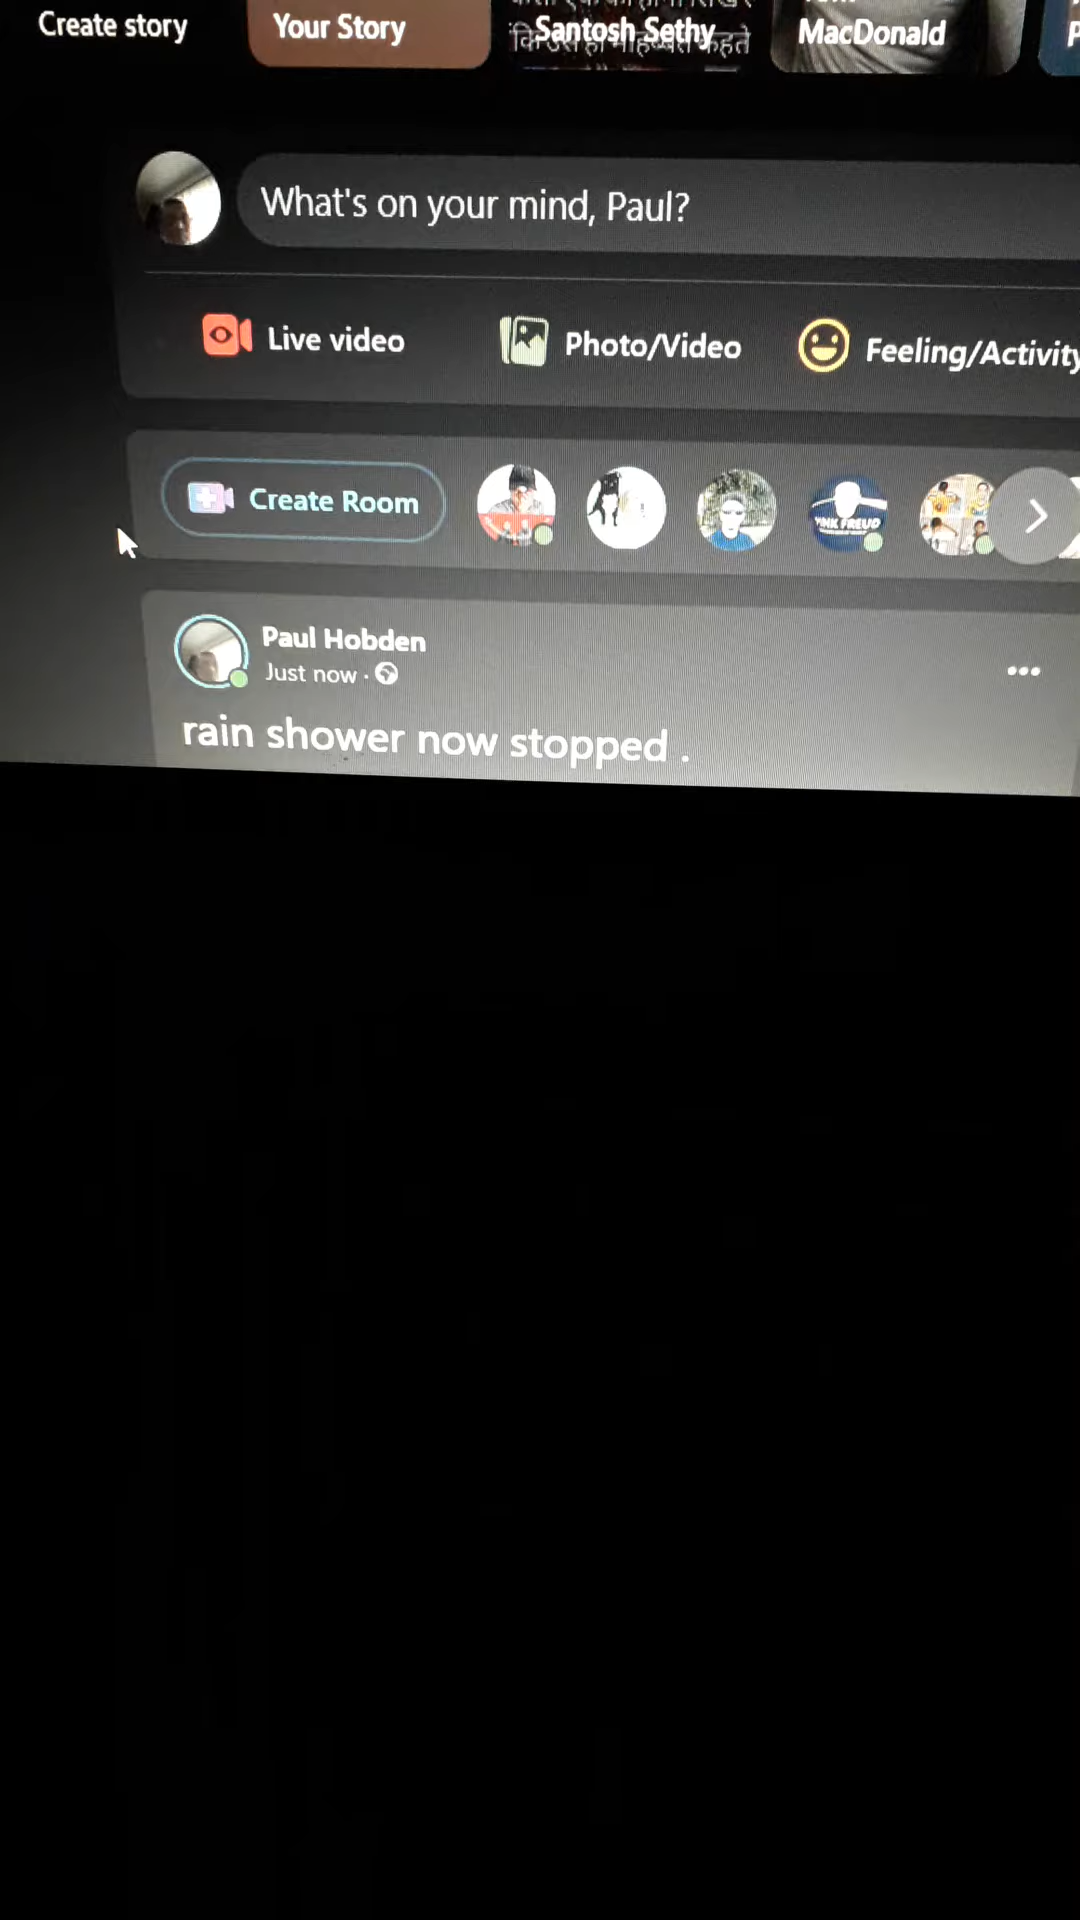 Create story
Your Story
Santosh Sethy
MacDonald
What's on your mind, Paul?
Live video
Photo/Video
Feeling/Activity
Create Room
Paul Hobden
Just now ·
rain shower now stopped .